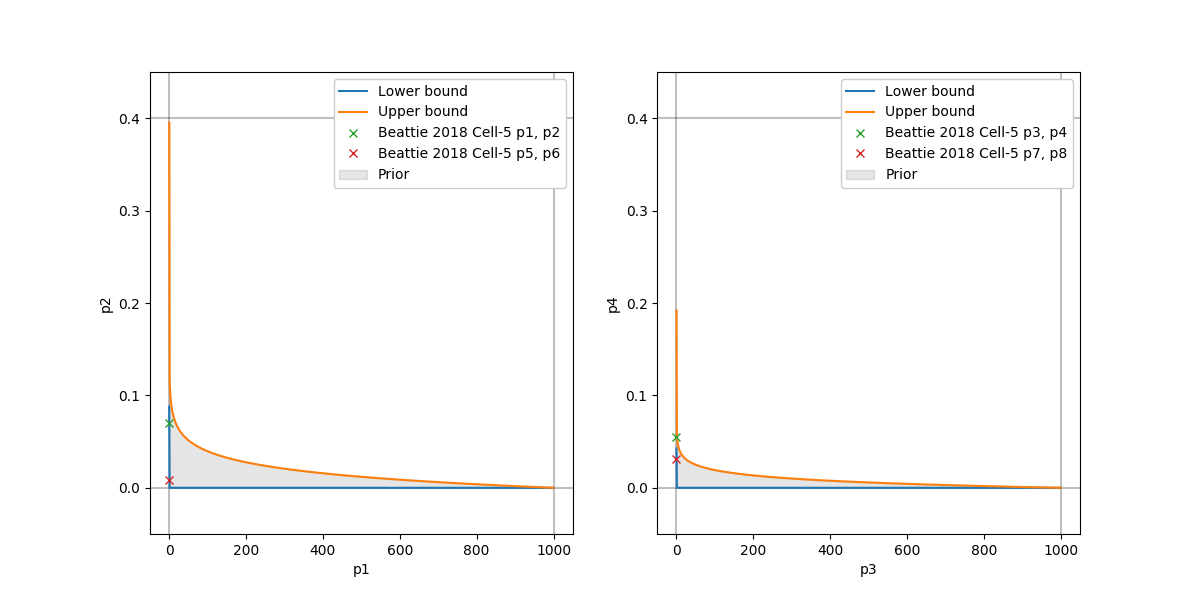 Lower bound
Upper bound
Beattie 2018 Cell-5 p1, p2
Beattie 2018 Cell-5 p5, p6
Prior
0.4
0.3
0.2
0.1
0.0
p2
0 200 400 600 800 1000
p1
Lower bound
Upper bound
Beattie 2018 Cell-5 p3, p4
Beattie 2018 Cell-5 p7, p8
Prior
0.4
0.3
0.2
0.1
0.0
p4
0 200 400 600 800 1000
p3